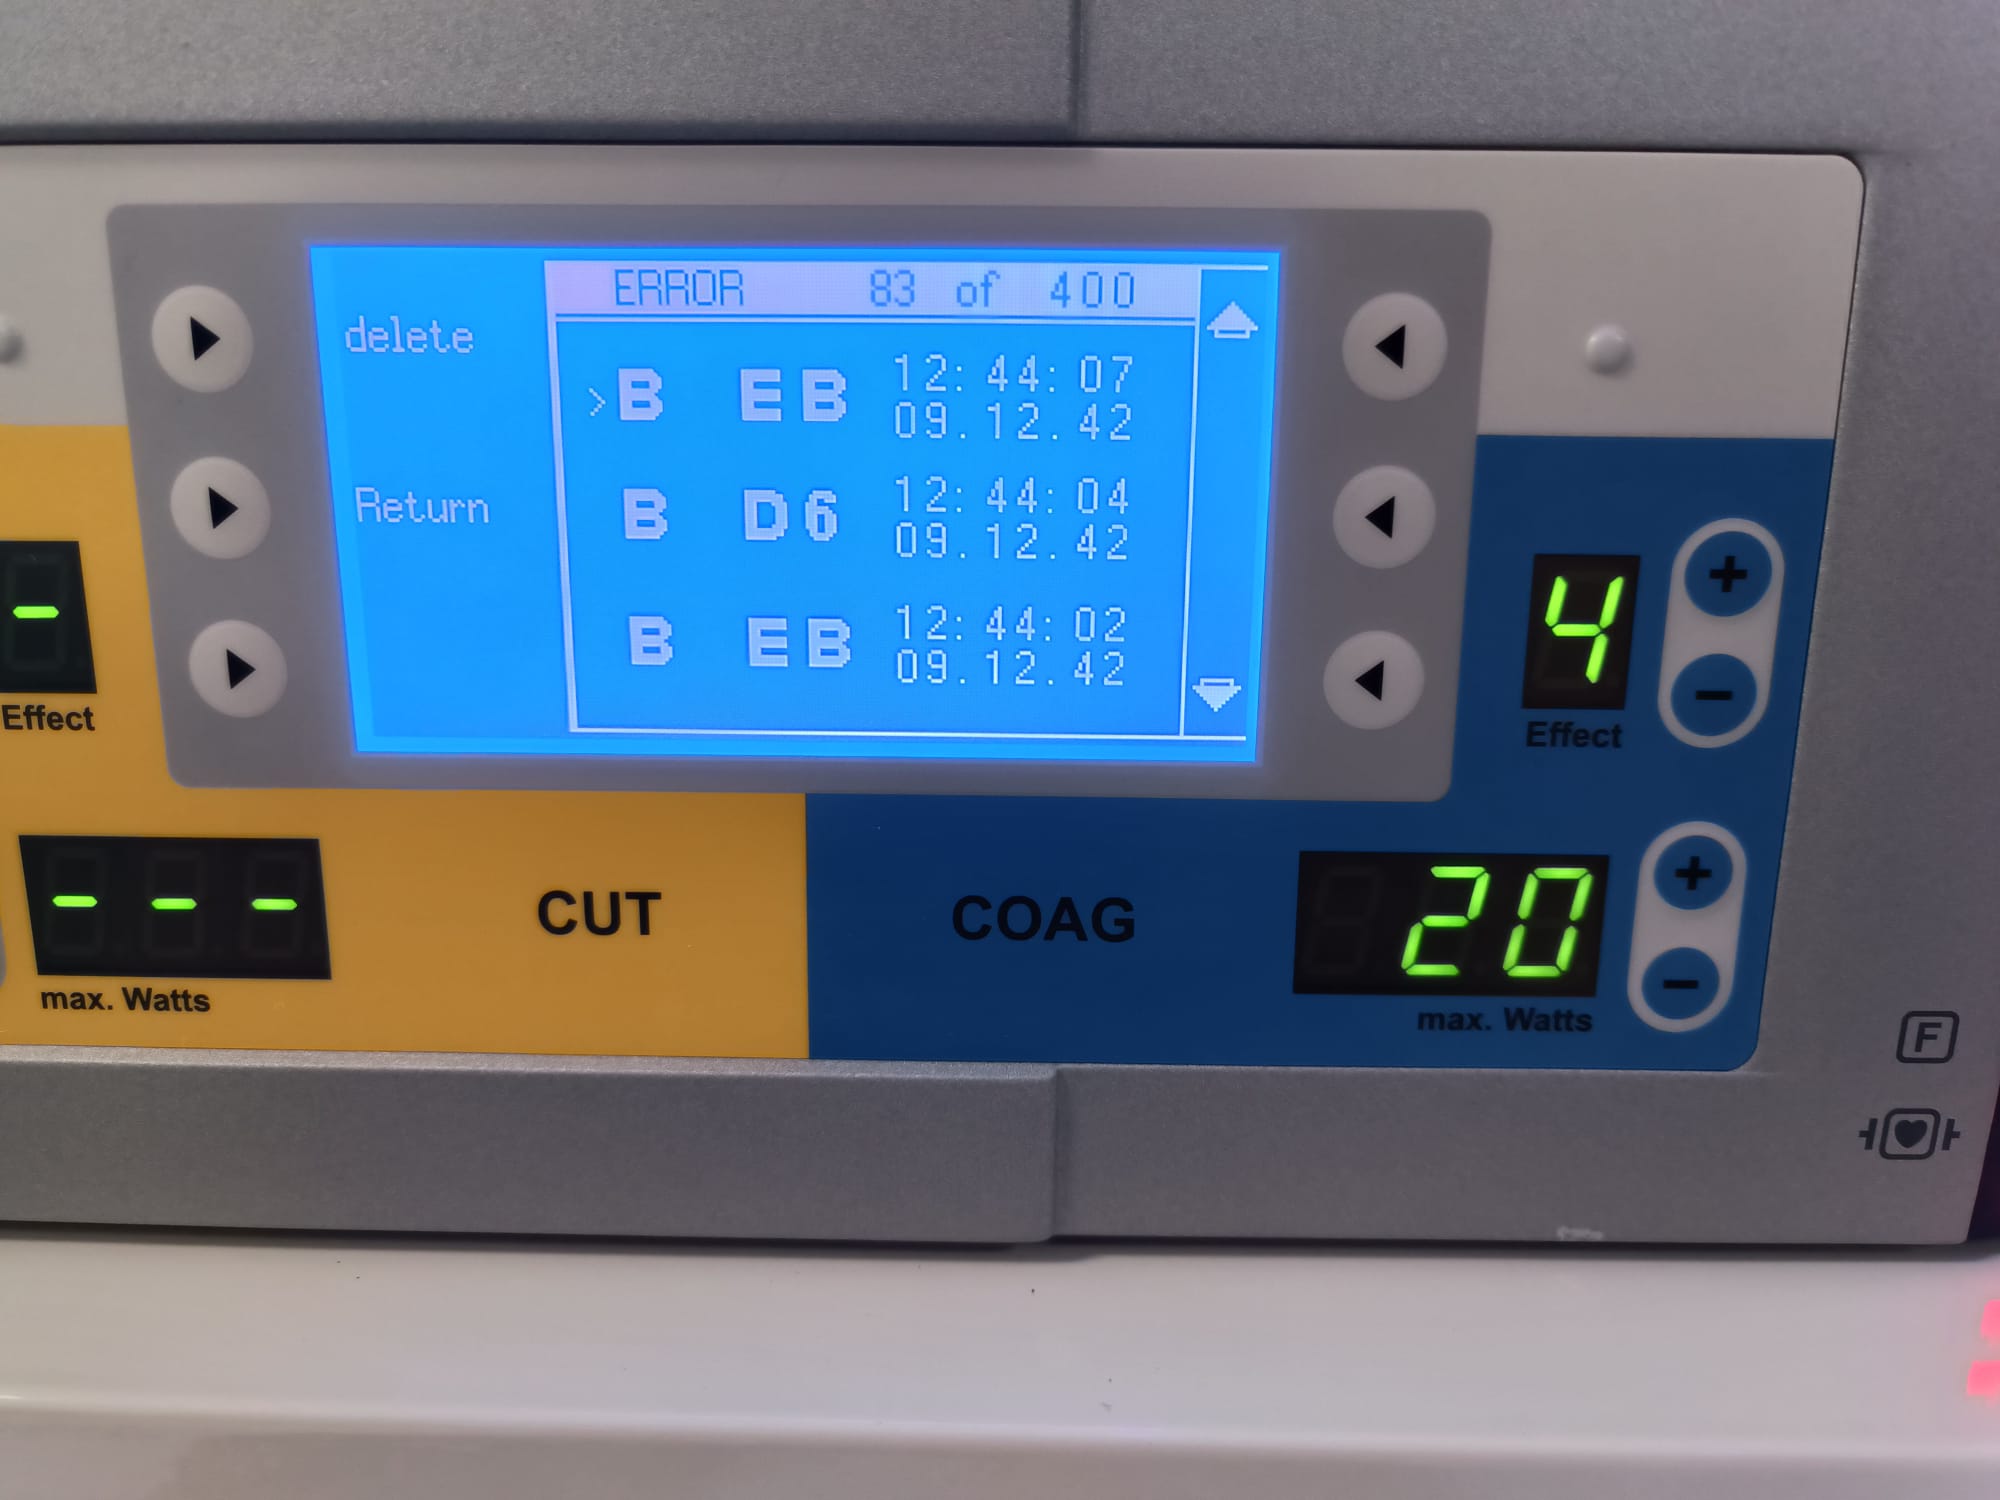 ERROR 83 of 400
delete
>B EB 12:44:07
09.12.42
Return
B D6 12:44:04
09.12.42
B EB 12:44:02
09.12.42
-
Effect
4
+
-
Effect
- - -
max. Watts
CUT
COAG
20
+
-
max. Watts
F